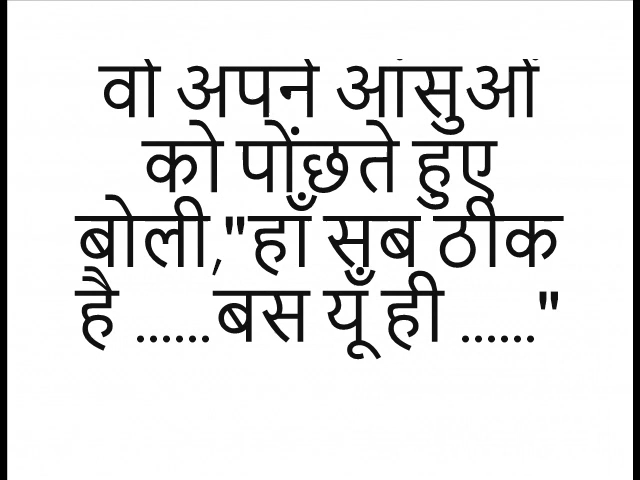 वो अपने आंसुओं
को पोंछते हुए
बोली,"हाँ सब ठीक
है ......बस यूँ ही ......"